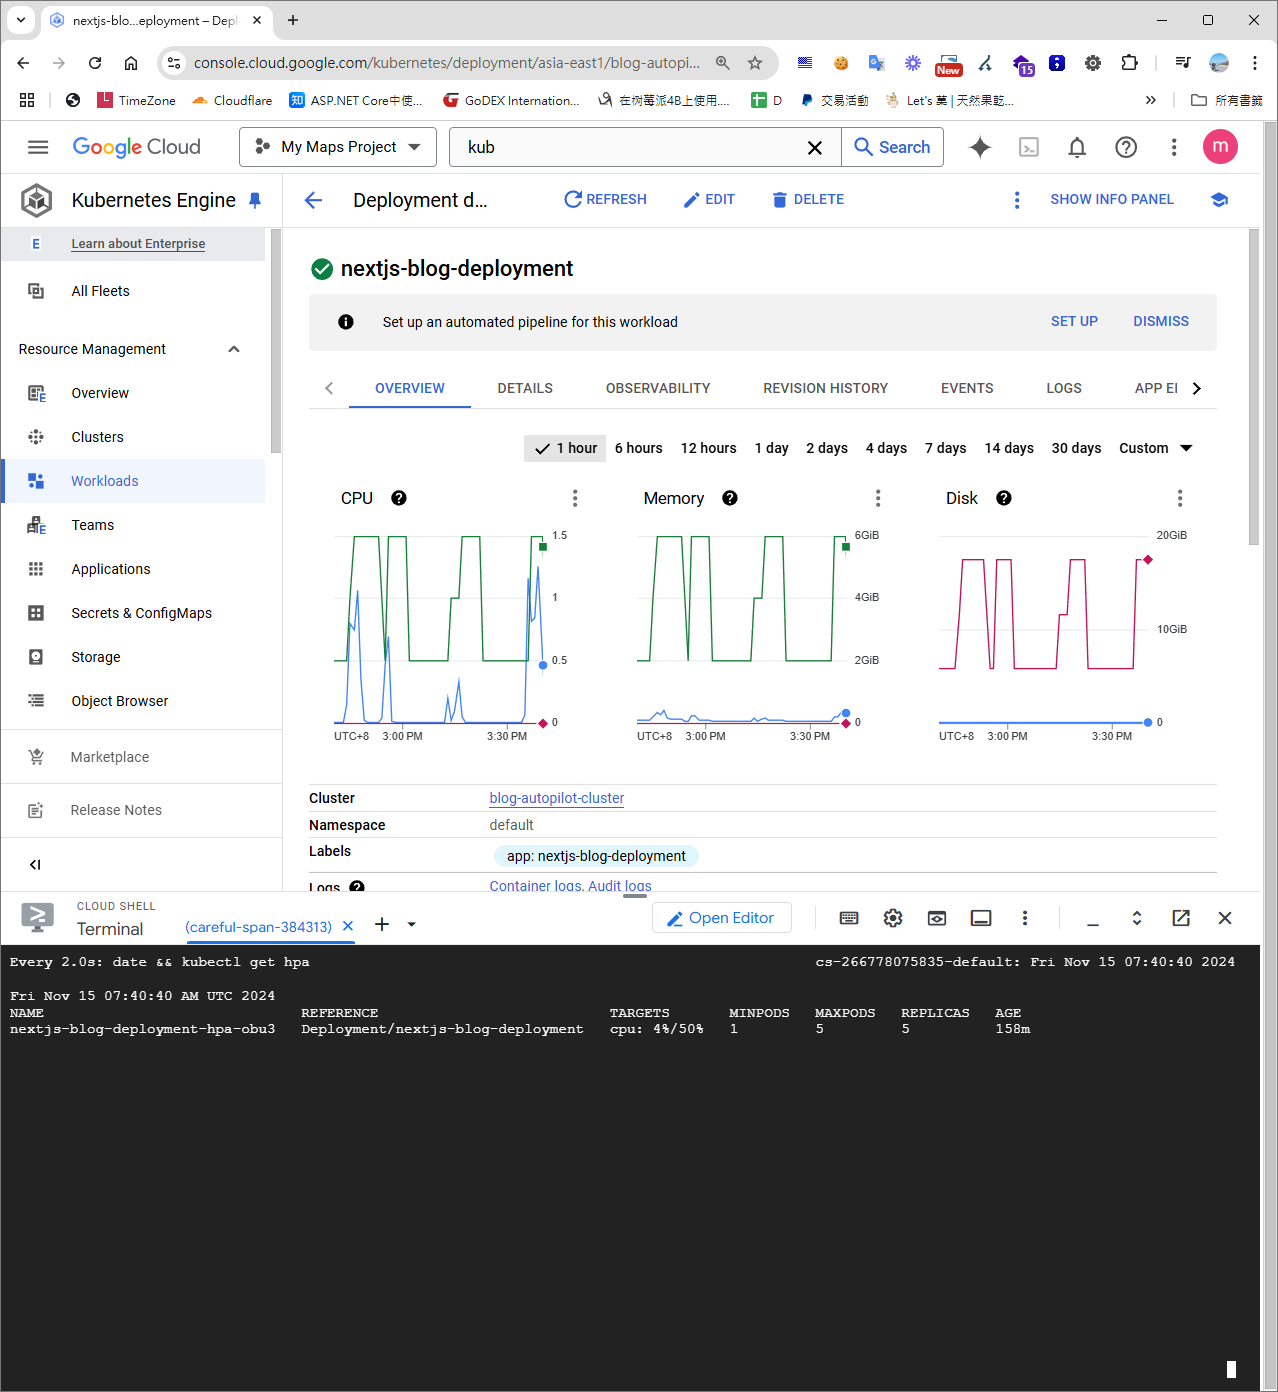 nextjs-blo...eployment – Depl
console.cloud.google.com/kubernetes/deployment/asia-east1/blog-autopi...
New
15
TimeZone
Cloudflare
知
ASP.NET Core中使...
GoDEX Internation...
在树莓派4B上使用....
D
交易活動
Let's 菓 | 天然果乾...
所有書籤
Google Cloud
My Maps Project
kub
Search
m
Kubernetes Engine
Deployment d...
REFRESH
EDIT
DELETE
SHOW INFO PANEL
E
Learn about Enterprise
All Fleets
Resource Management
Overview
Clusters
Workloads
Teams
Applications
Secrets & ConfigMaps
Storage
Object Browser
Marketplace
Release Notes
nextjs-blog-deployment
Set up an automated pipeline for this workload
SET UP
DISMISS
OVERVIEW
DETAILS
OBSERVABILITY
REVISION HISTORY
EVENTS
LOGS
APP EI
1 hour
6 hours
12 hours
1 day
2 days
4 days
7 days
14 days
30 days
Custom
CPU
1.5
1
0.5
0
UTC+8
3:00 PM
3:30 PM
Memory
6GiB
4GiB
2GiB
0
UTC+8
3:00 PM
3:30 PM
Disk
20GiB
10GiB
0
UTC+8
3:00 PM
3:30 PM
Cluster
blog-autopilot-cluster
Namespace
default
Labels
app: nextjs-blog-deployment
Logs
Container logs, Audit logs
CLOUD SHELL
Terminal
(careful-span-384313)
Open Editor
Every 2.0s: date && kubectl get hpa cs-266778075835-default: Fri Nov 15 07:40:40 2024
Fri Nov 15 07:40:40 AM UTC 2024
NAME REFERENCE TARGETS MINPODS MAXPODS REPLICAS AGE
nextjs-blog-deployment-hpa-obu3 Deployment/nextjs-blog-deployment cpu: 4%/50% 1 5 5 158m